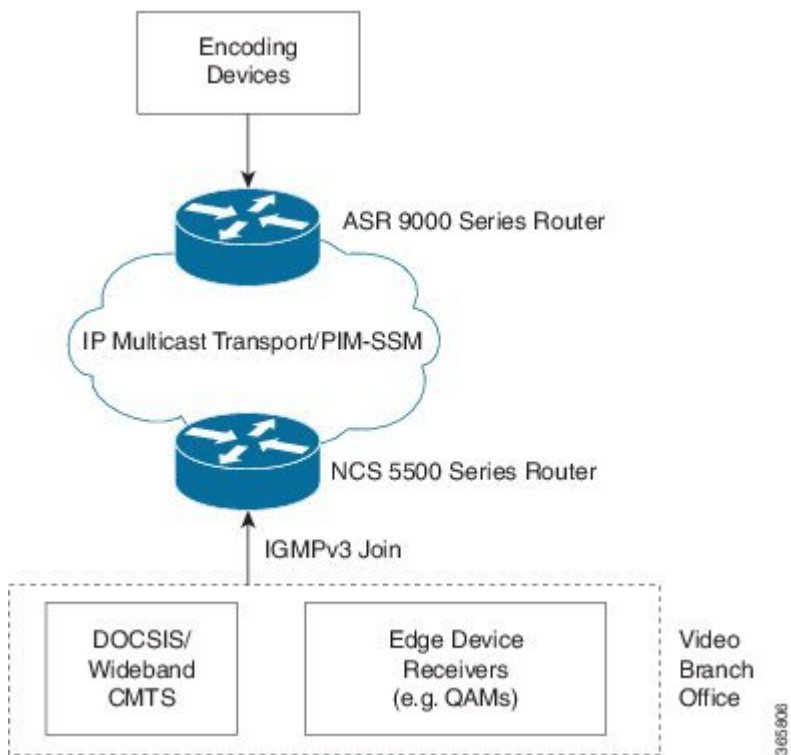 Encoding
Devices
ASR 9000 Series Router
IP Multicast Transport/PIM-SSM
NCS 5500 Series Router
IGMPv3 Join
DOCSIS/
Wideband
CMTS
Edge Device
Receivers
(e.g. QAMs)
Video
Branch
Office
365806